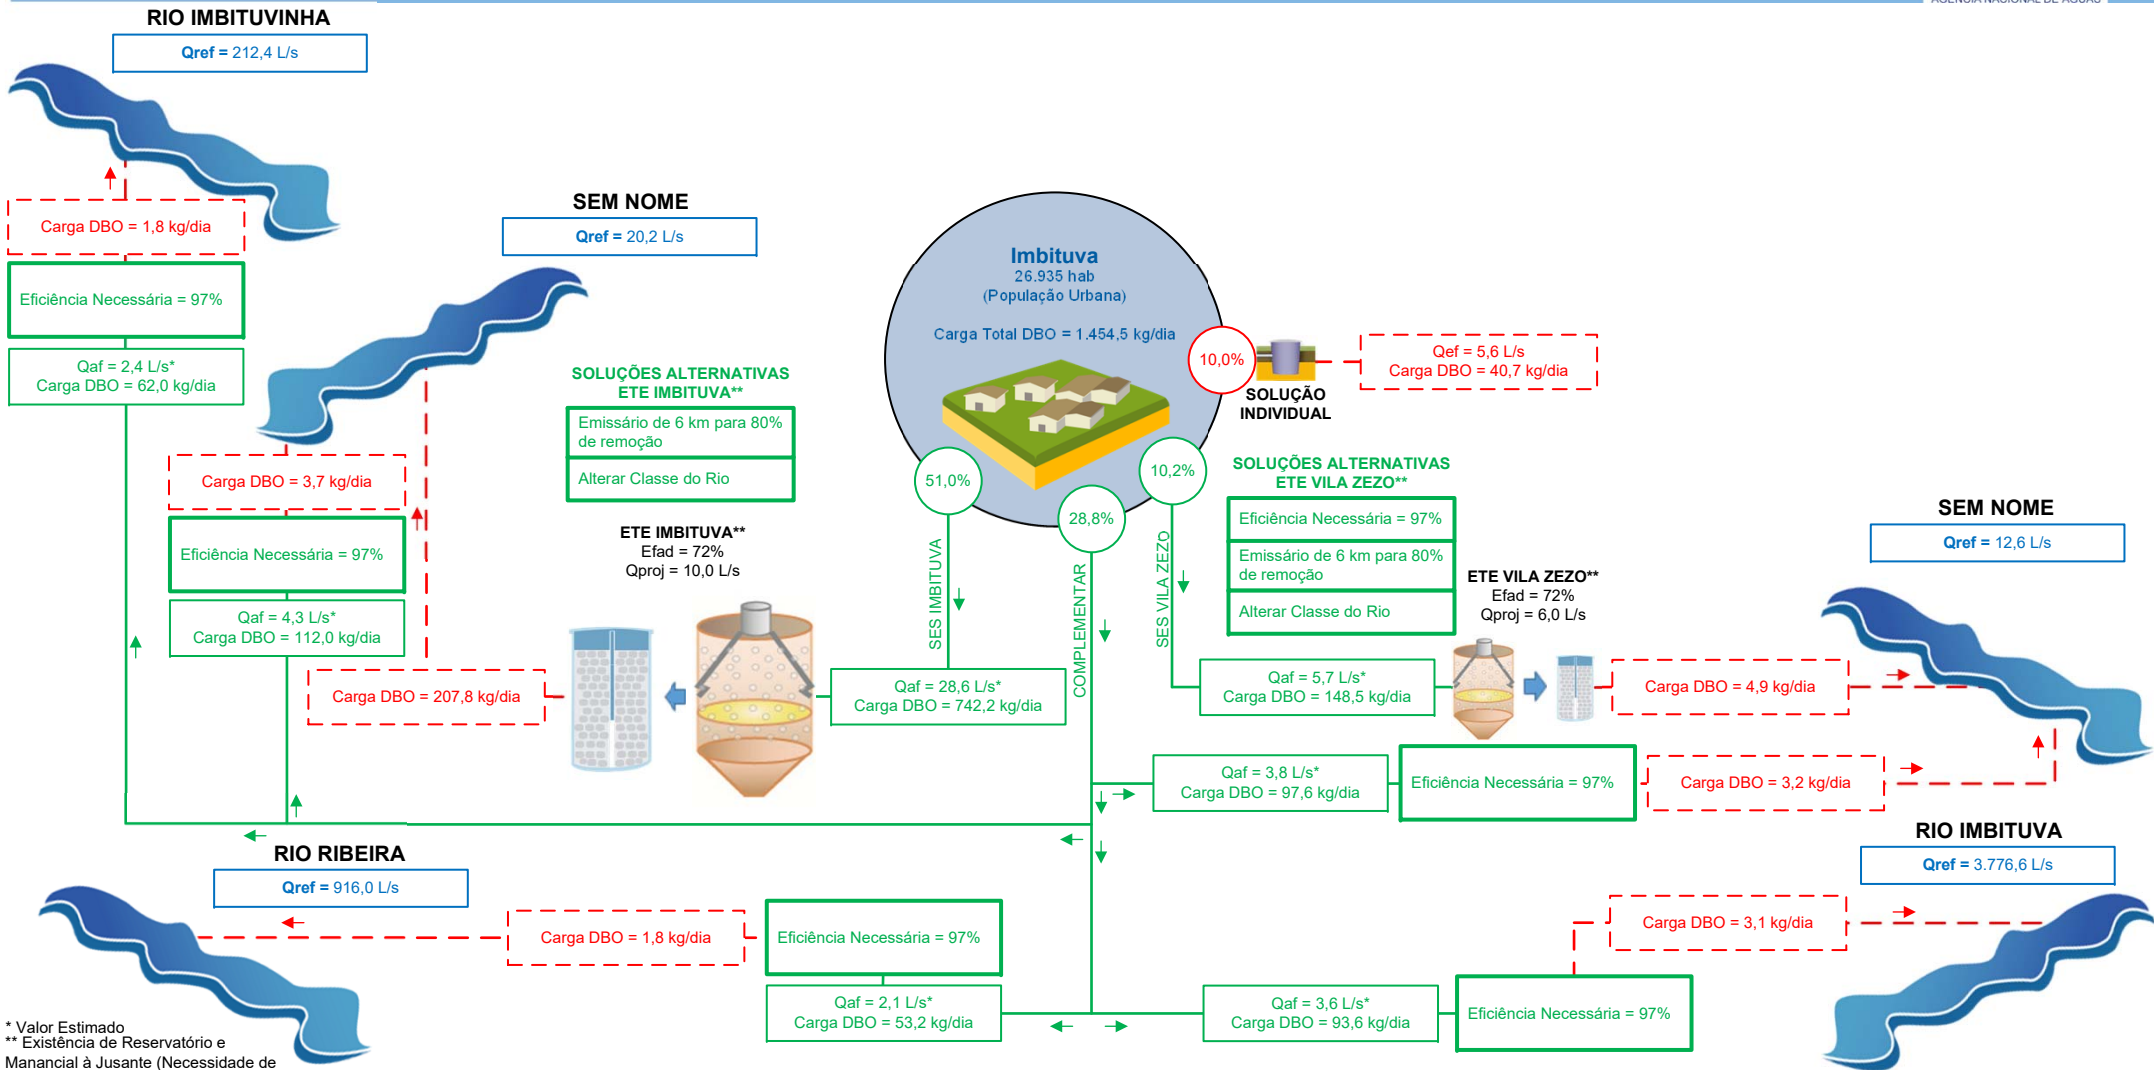 AGÊNCIA NACIONAL DE ÁGUAS
RIO IMBITUVINHA
Qref = 212,4 L/s
Carga DBO = 1,8 kg/dia
Eficiência Necessária = 97%
Qaf = 2,4 L/s*
Carga DBO = 62,0 kg/dia
SEM NOME
Qref = 20,2 L/s
Carga DBO = 3,7 kg/dia
Eficiência Necessária = 97%
Qaf = 4,3 L/s*
Carga DBO = 112,0 kg/dia
Carga DBO = 207,8 kg/dia
SOLUÇÕES ALTERNATIVAS
ETE IMBITUVA**
Emissário de 6 km para 80%
de remoção
Alterar Classe do Rio
ETE IMBITUVA**
Efad = 72%
Qproj = 10,0 L/s
Qaf = 28,6 L/s*
Carga DBO = 742,2 kg/dia
Imbituva
26.935 hab
(População Urbana)
Carga Total DBO = 1.454,5 kg/dia
10,0%
SOLUÇÃO
INDIVIDUAL
Qef = 5,6 L/s
Carga DBO = 40,7 kg/dia
51,0%
28,8%
10,2%
SES IMBITUVA
COMPLEMENTAR
SES VILA ZEZO
SOLUÇÕES ALTERNATIVAS
ETE VILA ZEZO**
Eficiência Necessária = 97%
Emissário de 6 km para 80%
de remoção
Alterar Classe do Rio
ETE VILA ZEZO**
Efad = 72%
Qproj = 6,0 L/s
Qaf = 5,7 L/s*
Carga DBO = 148,5 kg/dia
Carga DBO = 4,9 kg/dia
SEM NOME
Qref = 12,6 L/s
Qaf = 3,8 L/s*
Carga DBO = 97,6 kg/dia
Eficiência Necessária = 97%
Carga DBO = 3,2 kg/dia
RIO IMBITUVA
Qref = 3.776,6 L/s
Carga DBO = 3,1 kg/dia
Eficiência Necessária = 97%
Qaf = 3,6 L/s*
Carga DBO = 93,6 kg/dia
RIO RIBEIRA
Qref = 916,0 L/s
Carga DBO = 1,8 kg/dia
Eficiência Necessária = 97%
Qaf = 2,1 L/s*
Carga DBO = 53,2 kg/dia
* Valor Estimado
** Existência de Reservatório e
Manancial à Jusante (Necessidade de